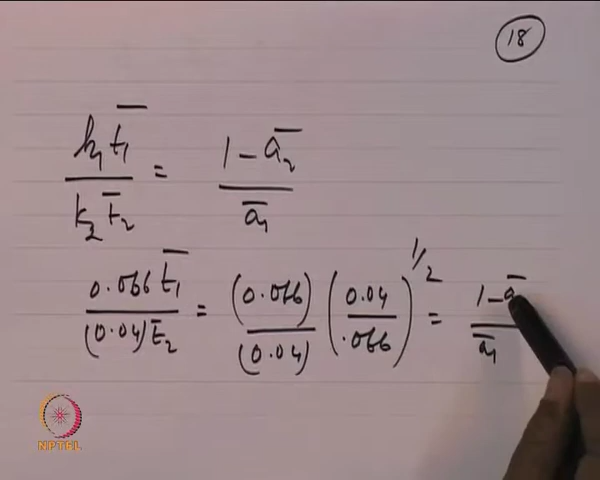 18
k₁ t̄₁ / k₂ t̄₂ = 1 - ā₂ / ā₁
0.066 t̄₁ / (0.04) t̄₂ = (0.066) / (0.04) (0.04 / .066)^1/2 = 1 - ā / ā₁
NPTEL